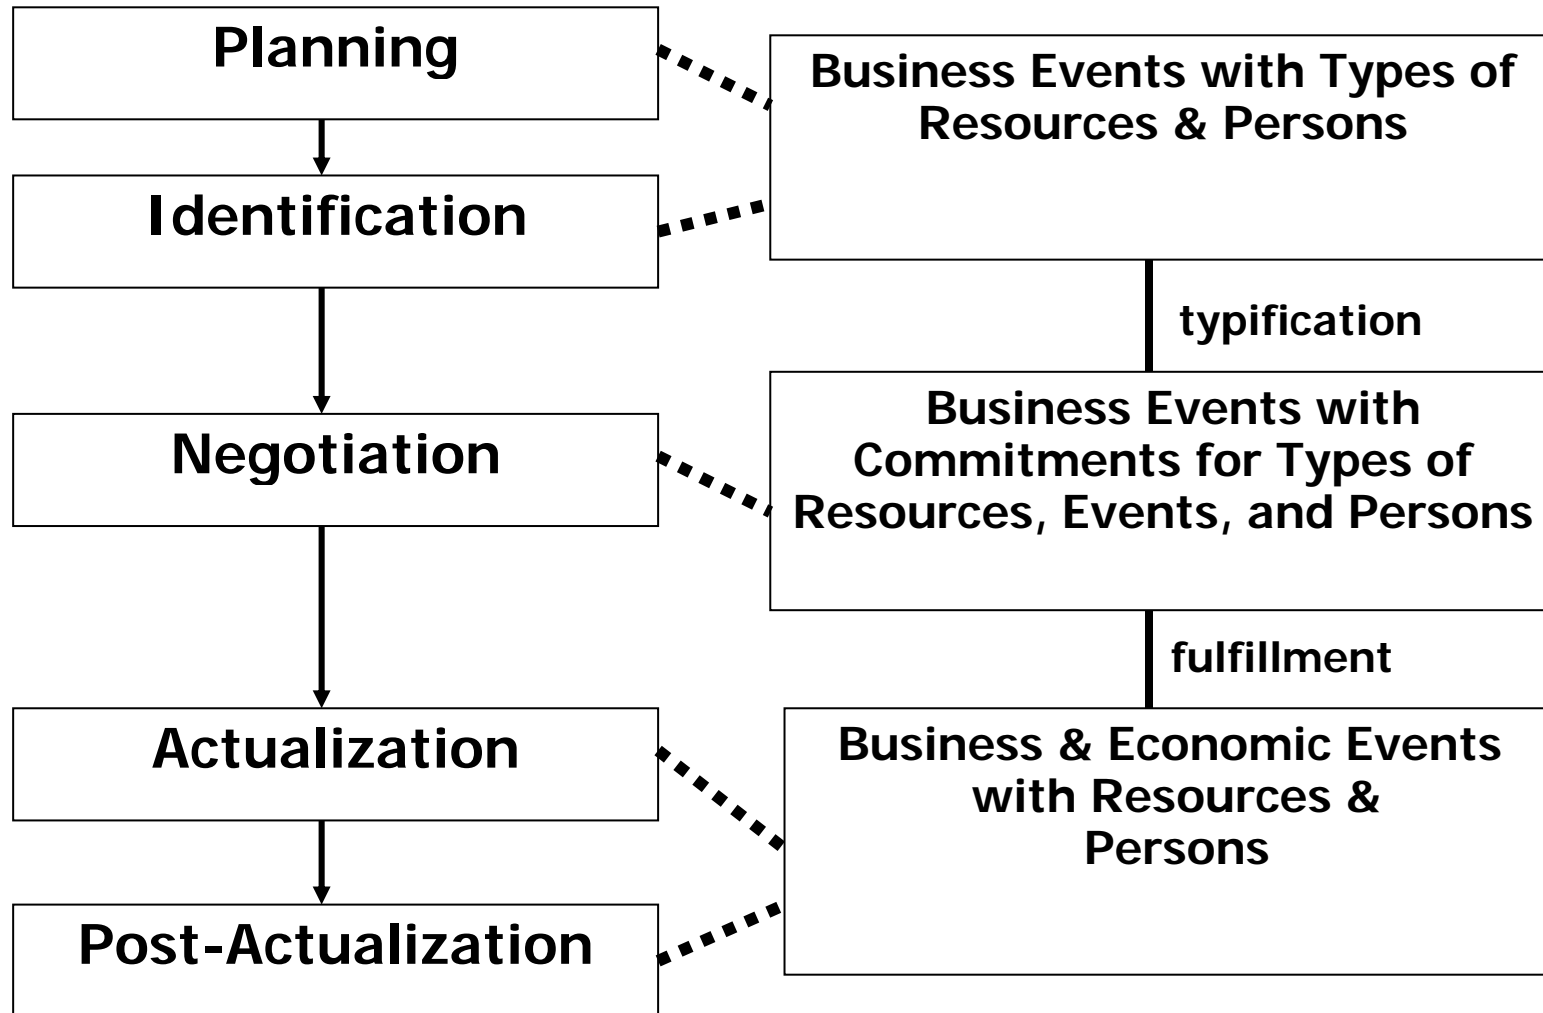 Planning
Identification
Negotiation
Actualization
Post-Actualization
Business Events with Types of
Resources & Persons
typification
Business Events with
Commitments for Types of
Resources, Events, and Persons
fulfillment
Business & Economic Events
with Resources &
Persons